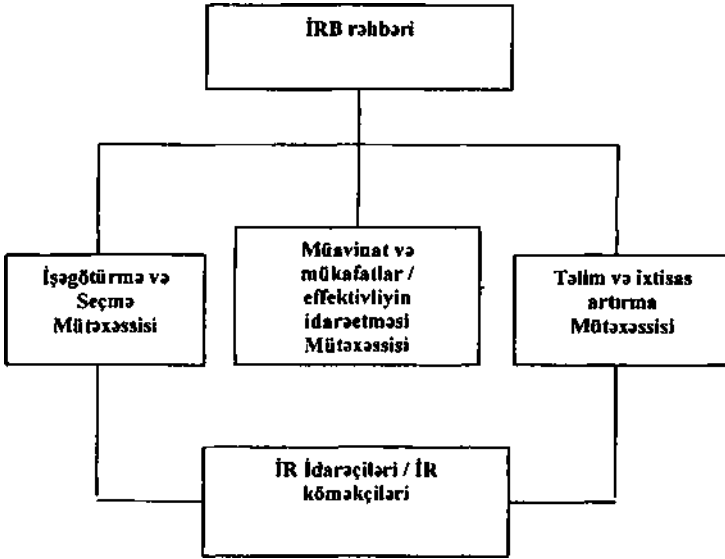 İRB rəhbəri
İşəgötürmə və
Seçmə
Mütəxəssisi
Müavinat və
mükafatlar /
effektivliyin
idarəetməsi
Mütəxəssisi
Təlim və ixtisas
artırma
Mütəxəssisi
İR İdarəçiləri / İR
köməkçiləri